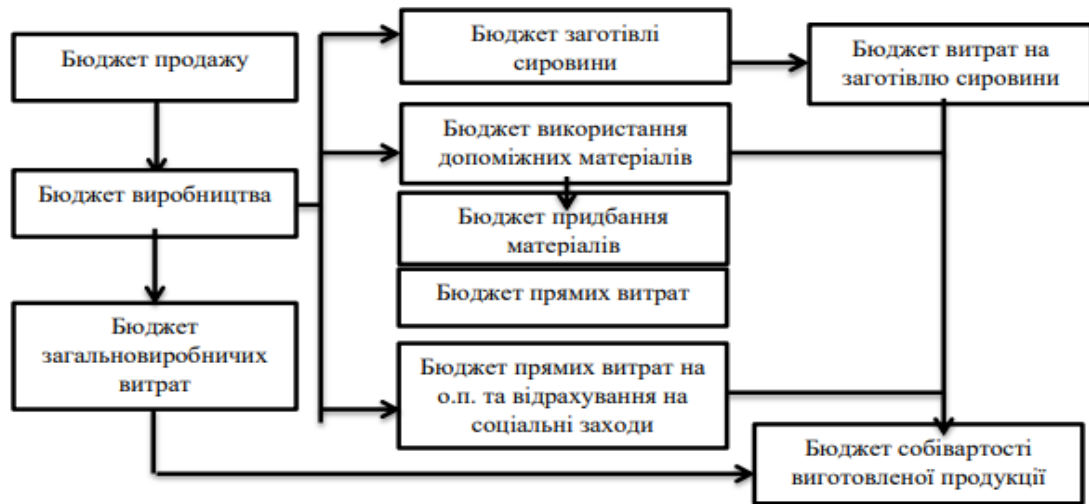 Бюджет продажу
Бюджет виробництва
Бюджет
загальновиробничих
витрат
Бюджет заготівлі
сировини
Бюджет використання
допоміжних матеріалів
Бюджет придбання
матеріалів
Бюджет прямих витрат
Бюджет прямих витрат на
о.п. та відрахування на
соціальні заходи
Бюджет витрат на
заготівлю сировини
Бюджет собівартості
виготовленої продукції